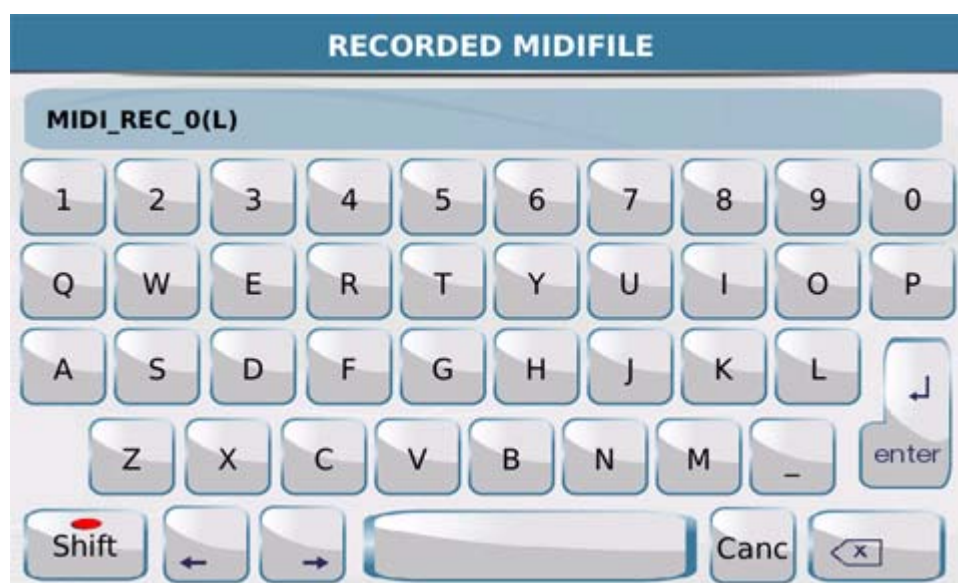 RECORDED MIDIFILE
MIDI_REC_0(L)
1 2 3 4 5 6 7 8 9 0
Q W E R T Y U I O P
A S D F G H J K L ↵
Z X C V B N M _ enter
Shift ← → Canc x